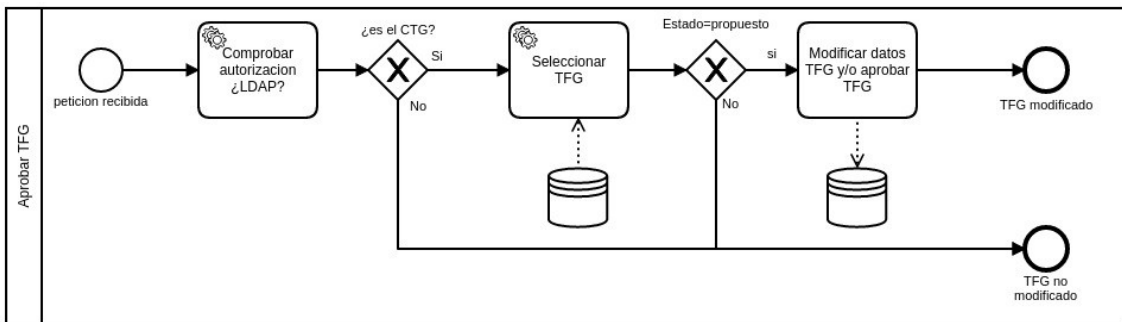 Aprobar TFG
peticion recibida
Comprobar
autorizacion
¿LDAP?
¿es el CTG?
Si
No
Seleccionar
TFG
Estado=propuesto
si
No
Modificar datos
TFG y/o aprobar
TFG
TFG modificado
TFG no
modificado